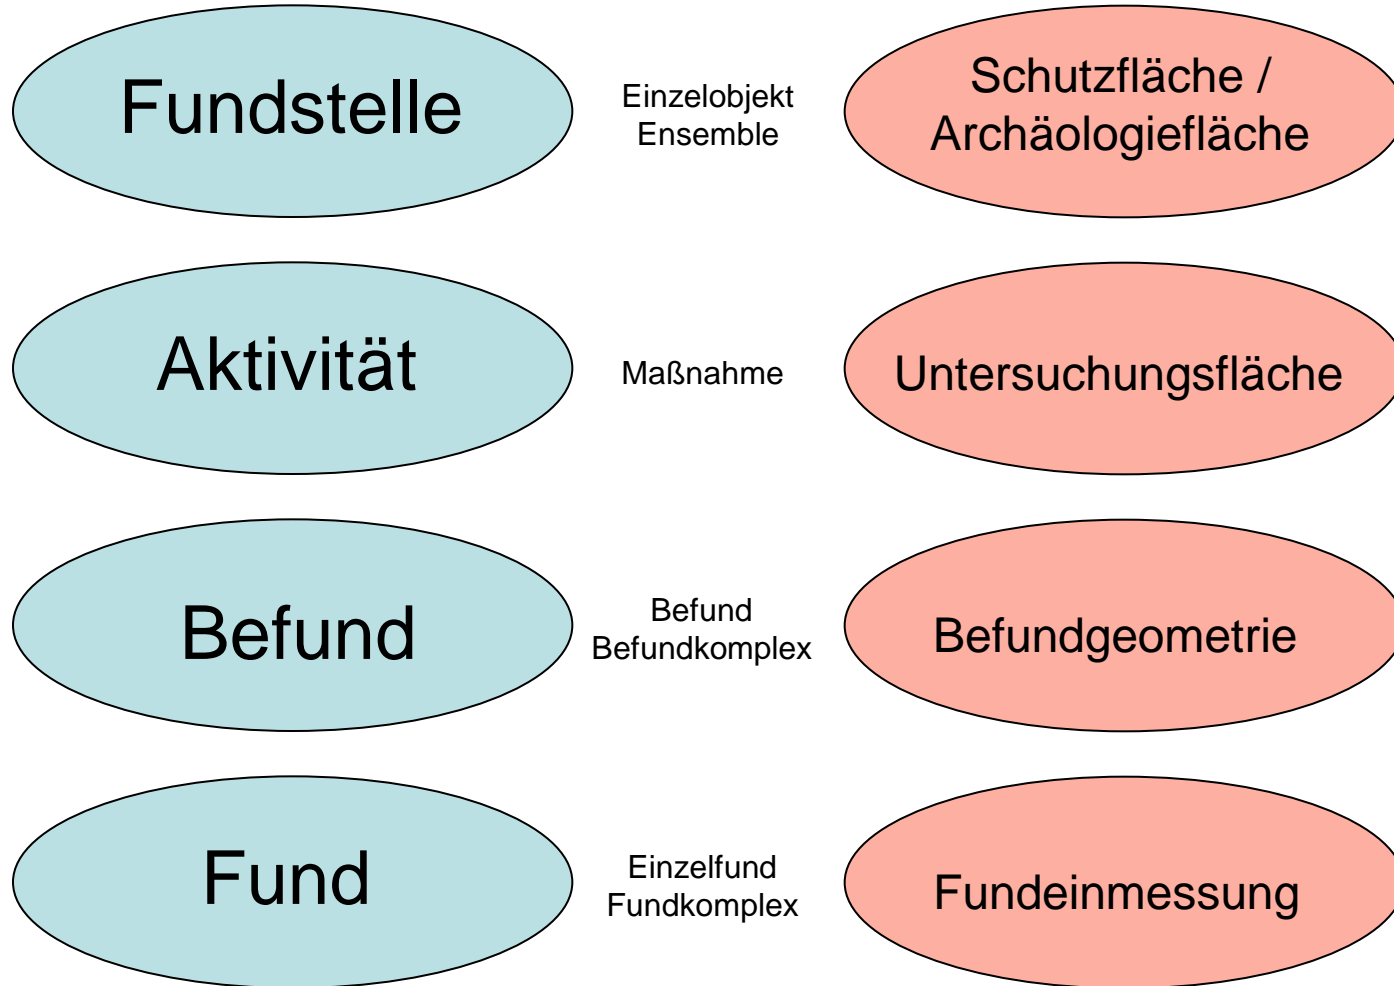 Fundstelle
Einzelobjekt
Ensemble
Schutzfläche /
Archäologiefläche
Aktivität
Maßnahme
Untersuchungsfläche
Befund
Befund
Befundkomplex
Befundgeometrie
Fund
Einzelfund
Fundkomplex
Fundeinmessung